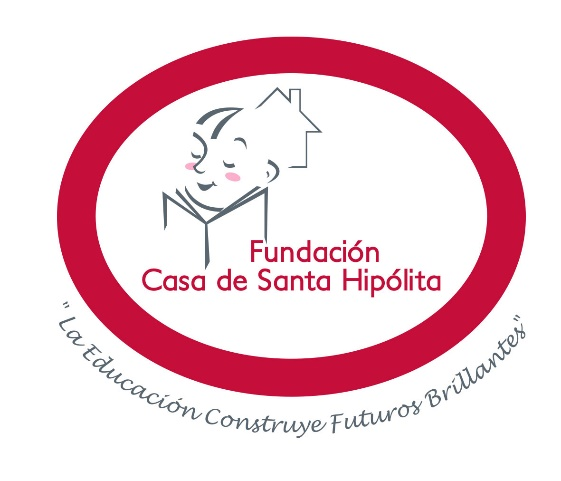 Fundación
Casa de Santa Hipólita
"La Educación Construye Futuros Brillantes"